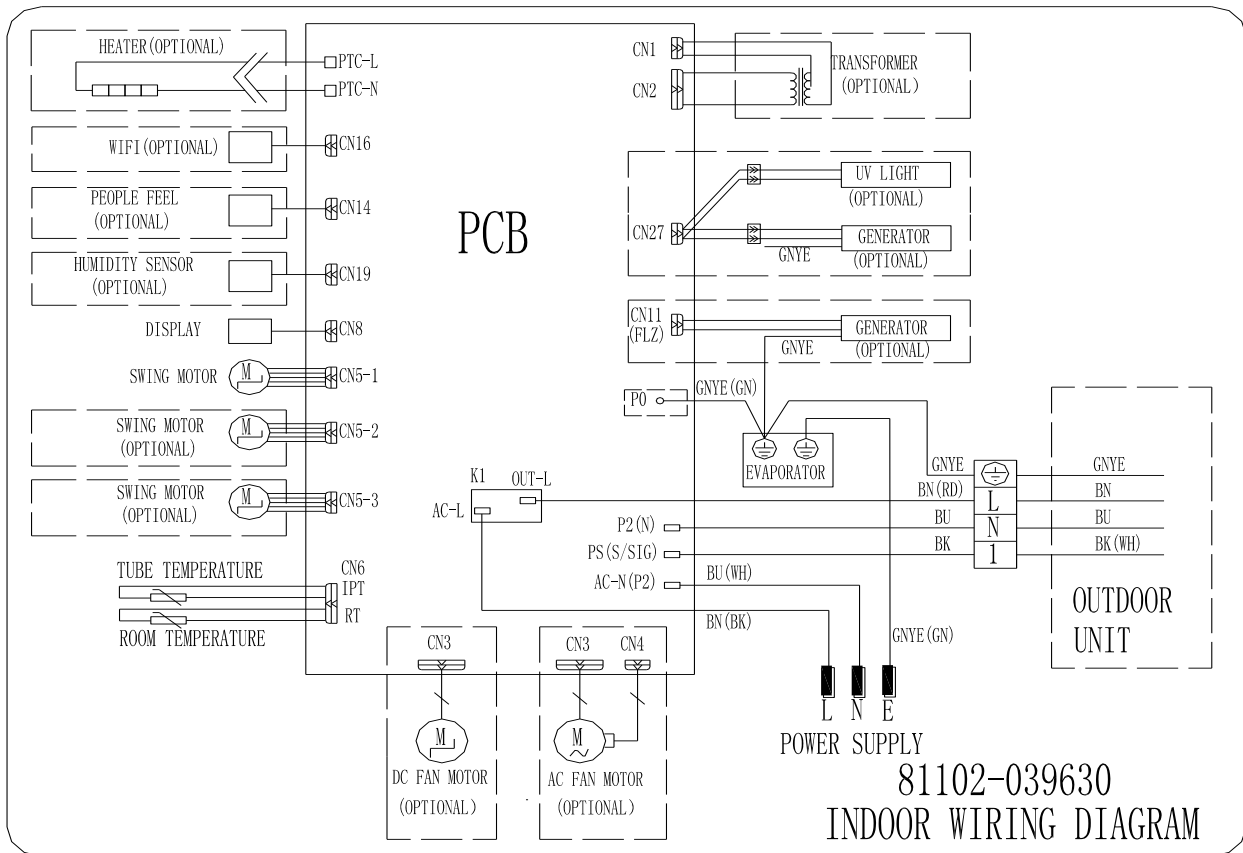 HEATER(OPTIONAL)
PTC-L
PTC-N
WIFI(OPTIONAL)
CN16
PEOPLE FEEL
(OPTIONAL)
CN14
HUMIDITY SENSOR
(OPTIONAL)
CN19
DISPLAY
CN8
SWING MOTOR
M
CN5-1
SWING MOTOR
(OPTIONAL)
M
CN5-2
SWING MOTOR
(OPTIONAL)
M
CN5-3
TUBE TEMPERATURE
CN6
IPT
RT
ROOM TEMPERATURE
PCB
CN1
CN2
TRANSFORMER
(OPTIONAL)
CN27
UV LIGHT
(OPTIONAL)
GENERATOR
(OPTIONAL)
GNYE
CN11
(FLZ)
GENERATOR
(OPTIONAL)
GNYE
P0
GNYE(GN)
EVAPORATOR
K1
OUT-L
AC-L
P2(N)
PS(S/SIG)
AC-N(P2)
BU(WH)
BN(BK)
GNYE(GN)
GNYE
BN(RD)
BU
BK
L
N
1
GNYE
BN
BU
BK(WH)
OUTDOOR
UNIT
CN3
M
DC FAN MOTOR
(OPTIONAL)
CN3
CN4
M
AC FAN MOTOR
(OPTIONAL)
L N E
POWER SUPPLY
81102-039630
INDOOR WIRING DIAGRAM